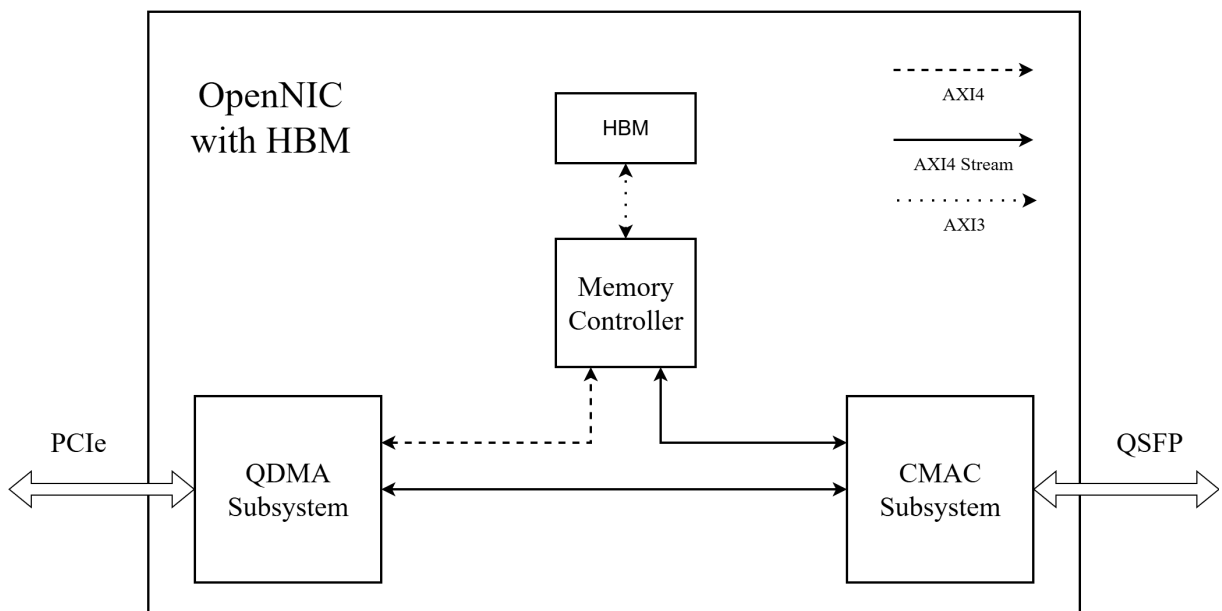 OpenNIC
with HBM
HBM
AXI4
AXI4 Stream
AXI3
Memory
Controller
PCIe
QDMA
Subsystem
CMAC
Subsystem
QSFP